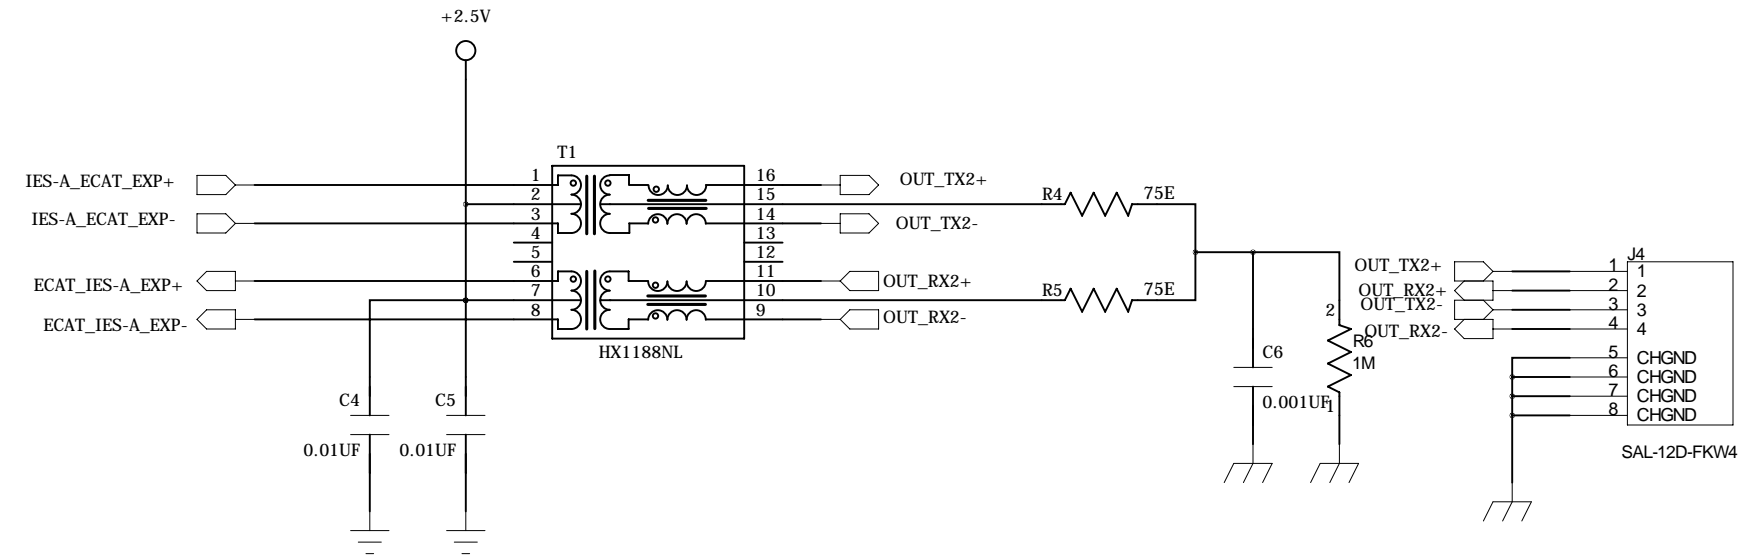 +2.5V
T1
IES-A_ECAT_EXP+
1
16
OUT_TX2+
2
15
R4
75E
IES-A_ECAT_EXP-
3
14
OUT_TX2-
4
13
5
12
ECAT_IES-A_EXP+
6
11
OUT_RX2+
7
10
R5
75E
ECAT_IES-A_EXP-
8
9
OUT_RX2-
HX1188NL
C4
0.01UF
C5
0.01UF
C6
0.001UF
2
R6
1M
1
J4
OUT_TX2+
1
1
OUT_RX2+
2
2
OUT_TX2-
3
3
OUT_RX2-
4
4
5
CHGND
6
CHGND
7
CHGND
8
CHGND
SAL-12D-FKW4